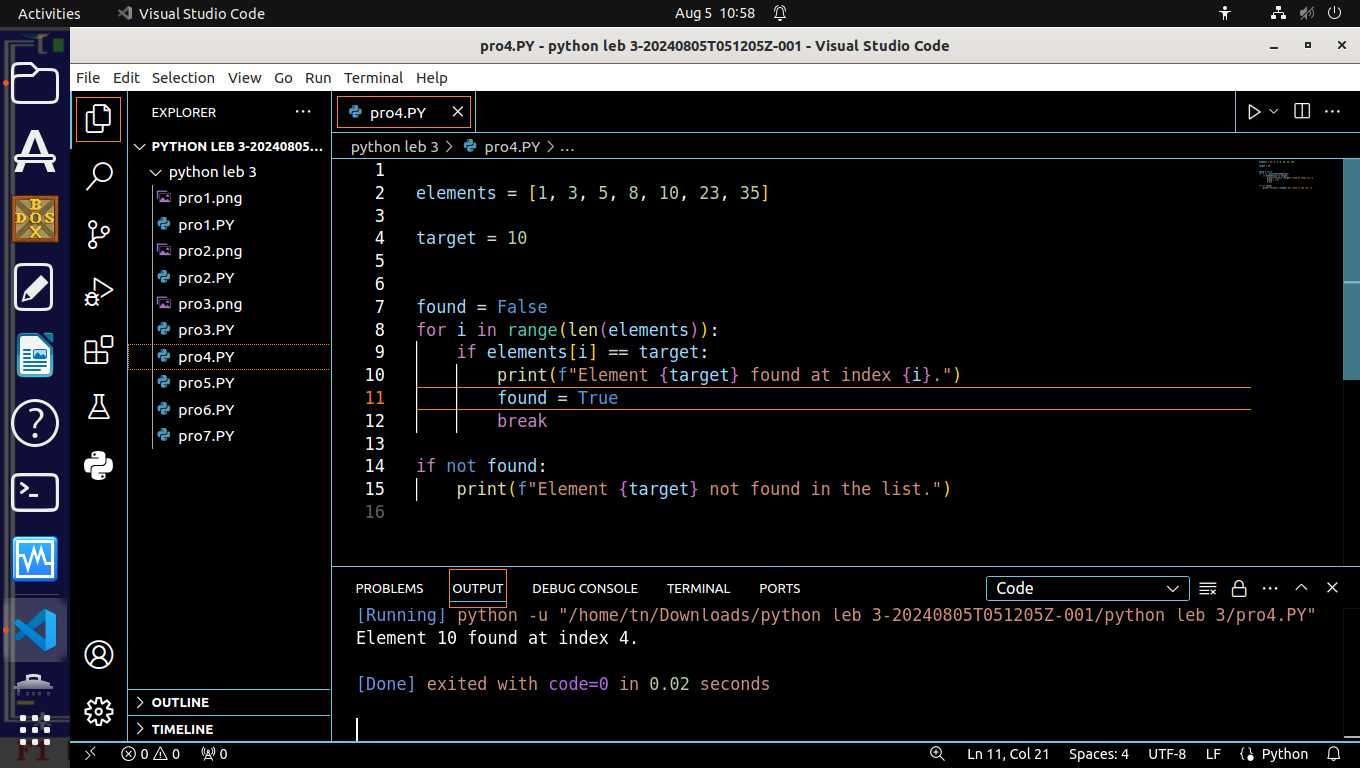 Activities
Visual Studio Code
Aug 5 10:58
pro4.PY - python leb 3-20240805T051205Z-001 - Visual Studio Code
File Edit Selection View Go Run Terminal Help
EXPLORER
PYTHON LEB 3-20240805...
python leb 3
pro1.png
pro1.PY
pro2.png
pro2.PY
pro3.png
pro3.PY
pro4.PY
pro5.PY
pro6.PY
pro7.PY
OUTLINE
TIMELINE
pro4.PY
python leb 3 > pro4.PY > ...
1
2 elements = [1, 3, 5, 8, 10, 23, 35]
3
4 target = 10
5
6
7 found = False
8 for i in range(len(elements)):
9     if elements[i] == target:
10         print(f"Element {target} found at index {i}.")
11         found = True
12         break
13
14 if not found:
15     print(f"Element {target} not found in the list.")
16
PROBLEMS OUTPUT DEBUG CONSOLE TERMINAL PORTS
Code
[Running] python -u "/home/tn/Downloads/python leb 3-20240805T051205Z-001/python leb 3/pro4.PY"
Element 10 found at index 4.
[Done] exited with code=0 in 0.02 seconds
0 0 0
Ln 11, Col 21 Spaces: 4 UTF-8 LF Python